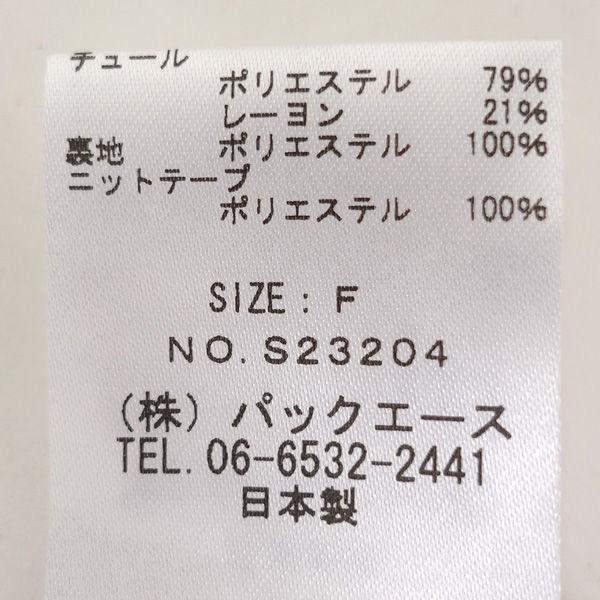 チュール
ポリエステル 79%
レーヨン 21%
裏地 ポリエステル 100%
ニットテープ
ポリエステル 100%
SIZE: F
NO. S23204
(株) パックエース
TEL. 06-6532-2441
日本製